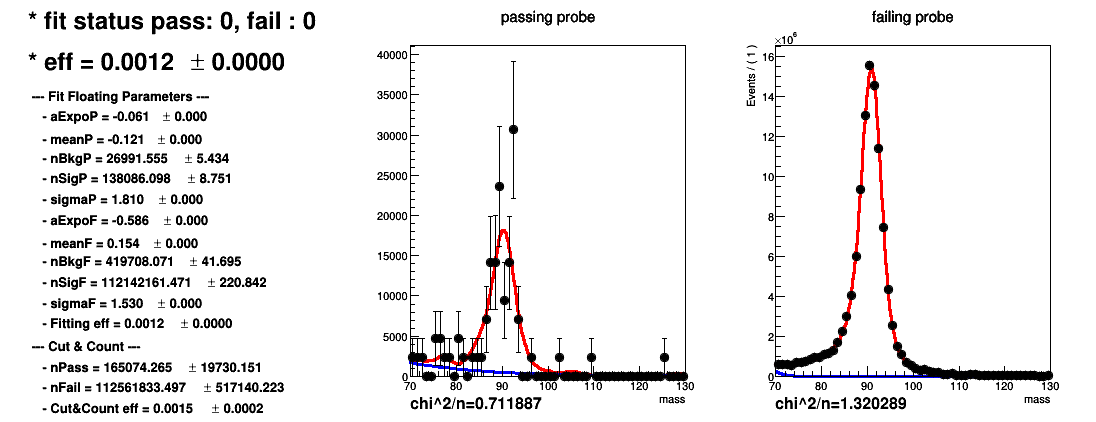 * fit status pass: 0, fail : 0
* eff = 0.0012 ± 0.0000
--- Fit Floating Parameters ---
- aExpoP = -0.061 ± 0.000
- meanP = -0.121 ± 0.000
- nBkgP = 26991.555 ± 5.434
- nSigP = 138086.098 ± 8.751
- sigmaP = 1.810 ± 0.000
- aExpoF = -0.586 ± 0.000
- meanF = 0.154 ± 0.000
- nBkgF = 419708.071 ± 41.695
- nSigF = 112142161.471 ± 220.842
- sigmaF = 1.530 ± 0.000
- Fitting eff = 0.0012 ± 0.0000
--- Cut & Count ---
- nPass = 165074.265 ± 19730.151
- nFail = 112561833.497 ± 517140.223
- Cut&Count eff = 0.0015 ± 0.0002
passing probe
40000
35000
30000
25000
20000
15000
10000
5000
0
70 80 90 100 110 120 130
mass
chi^2/n=0.711887
failing probe
×10⁶
Events / ( 1 )
16
14
12
10
8
6
4
2
0
70 80 90 100 110 120 130
mass
chi^2/n=1.320289